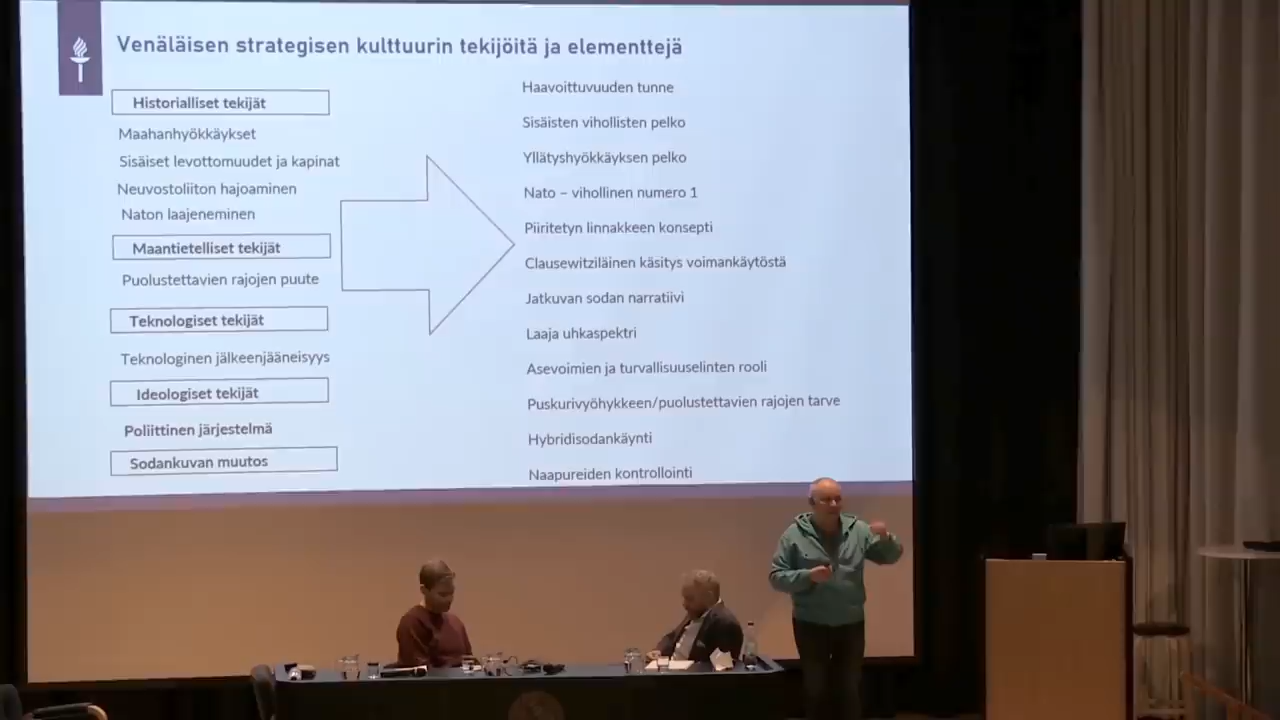 Venäläisen strategisen kulttuurin tekijöitä ja elementtejä
Historialliset tekijät
Maahanhyökkäykset
Sisäiset levottomuudet ja kapinat
Neuvostoliiton hajoaminen
Naton laajeneminen
Maantietelliset tekijät
Puolustettavien rajojen puute
Teknologiset tekijät
Teknologinen jälkeenjääneisyys
Ideologiset tekijät
Poliittinen järjestelmä
Sodankuvan muutos
Haavoittuvuuden tunne
Sisäisten vihollisten pelko
Yllätyshyökkäyksen pelko
Nato – vihollinen numero 1
Piiritetyn linnakkeen konsepti
Clausewitziläinen käsitys voimankäytöstä
Jatkuvan sodan narratiivi
Laaja uhkaspektri
Asevoimien ja turvallisuuselinten rooli
Puskurivyöhykkeen/puolustettavien rajojen tarve
Hybridisodankäynti
Naapureiden kontrollointi